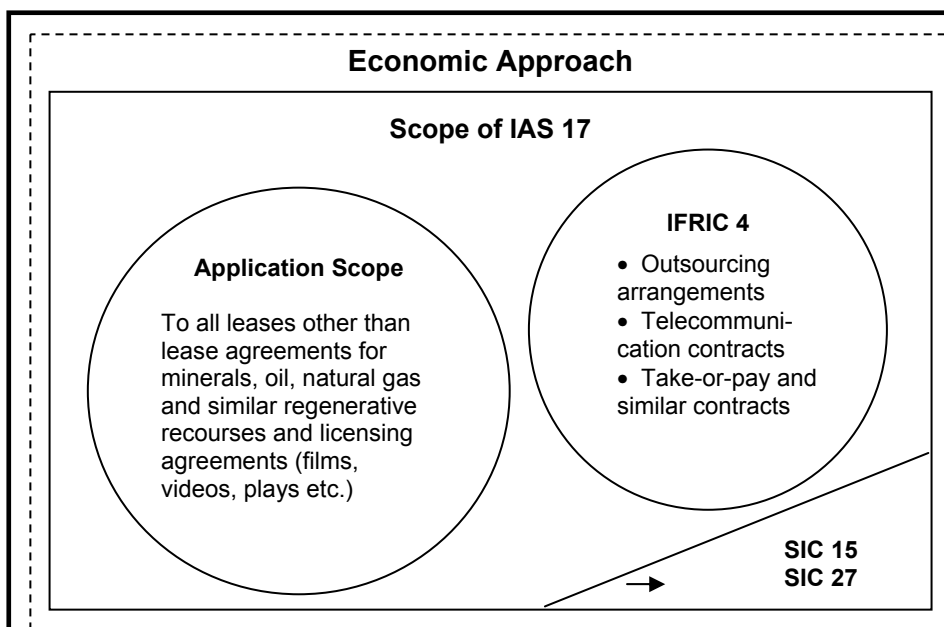 Economic Approach
Scope of IAS 17
Application Scope
To all leases other than
lease agreements for
minerals, oil, natural gas
and similar regenerative
recourses and licensing
agreements (films,
videos, plays etc.)
IFRIC 4
• Outsourcing
arrangements
• Telecommuni-
cation contracts
• Take-or-pay and
similar contracts
SIC 15
SIC 27